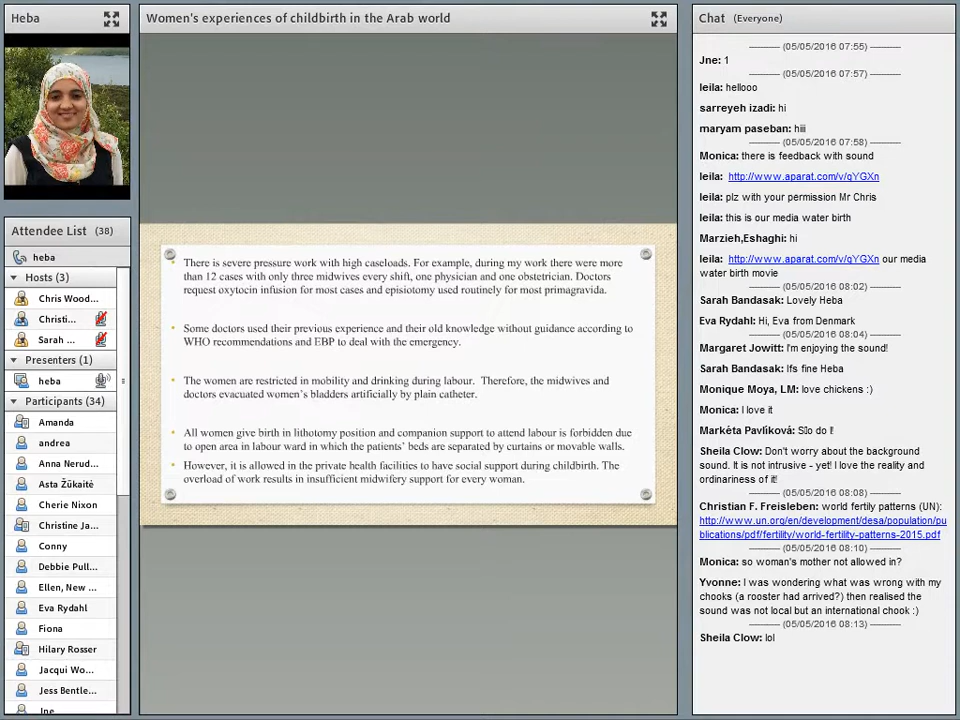 Heba
Attendee List (38)
heba
Hosts (3)
Chris Wood...
Christi...
Sarah ...
Presenters (1)
heba
Participants (34)
Amanda
andrea
Anna Nerud...
Asta Žūkaitė
Cherie Nixon
Christine Ja...
Conny
Debbie Pull...
Ellen, New ...
Eva Rydahl
Fiona
Hilary Rosser
Jacqui Wo...
Jess Bentle...
Jne
Women's experiences of childbirth in the Arab world
There is severe pressure work with high caseloads. For example, during my work there were more
than 12 cases with only three midwives every shift, one physician and one obstetrician. Doctors
request oxytocin infusion for most cases and episiotomy used routinely for most primagravida.
Some doctors used their previous experience and their old knowledge without guidance according to
WHO recommendations and EBP to deal with the emergency.
The women are restricted in mobility and drinking during labour. Therefore, the midwives and
doctors evacuated women's bladders artificially by plain catheter.
All women give birth in lithotomy position and companion support to attend labour is forbidden due
to open area in labour ward in which the patients' beds are separated by curtains or movable walls.
However, it is allowed in the private health facilities to have social support during childbirth. The
overload of work results in insufficient midwifery support for every woman.
Chat (Everyone)
(05/05/2016 07:55)
Jne: 1
(05/05/2016 07:57)
leila: hellooo
sarreyeh izadi: hi
maryam paseban: hiii
(05/05/2016 07:58)
Monica: there is feedback with sound
leila: http://www.aparat.com/v/gYGXn
leila: plz with your permission Mr Chris
leila: this is our media water birth
Marzieh,Eshaghi: hi
leila: http://www.aparat.com/v/gYGXn our media
water birth movie
(05/05/2016 08:02)
Sarah Bandasak: Lovely Heba
Eva Rydahl: Hi, Eva from Denmark
(05/05/2016 08:04)
Margaret Jowitt: I'm enjoying the sound!
Sarah Bandasak: Ifs fine Heba
Monique Moya, LM: love chickens :)
Monica: I love it
Markéta Pavlíková: do I!
Sheila Clow: Don't worry about the background
sound. It is not intrusive - yet! I love the reality and
ordinariness of it!
(05/05/2016 08:08)
Christian F. Freisleben: world fertily patterns (UN):
http://www.un.org/en/development/desa/population/pu
blications/pdf/fertility/world-fertility-patterns-2015.pdf
(05/05/2016 08:10)
Monica: so woman's mother not allowed in?
Yvonne: I was wondering what was wrong with my
chooks (a rooster had arrived?) then realised the
sound was not local but an international chook :)
(05/05/2016 08:13)
Sheila Clow: lol